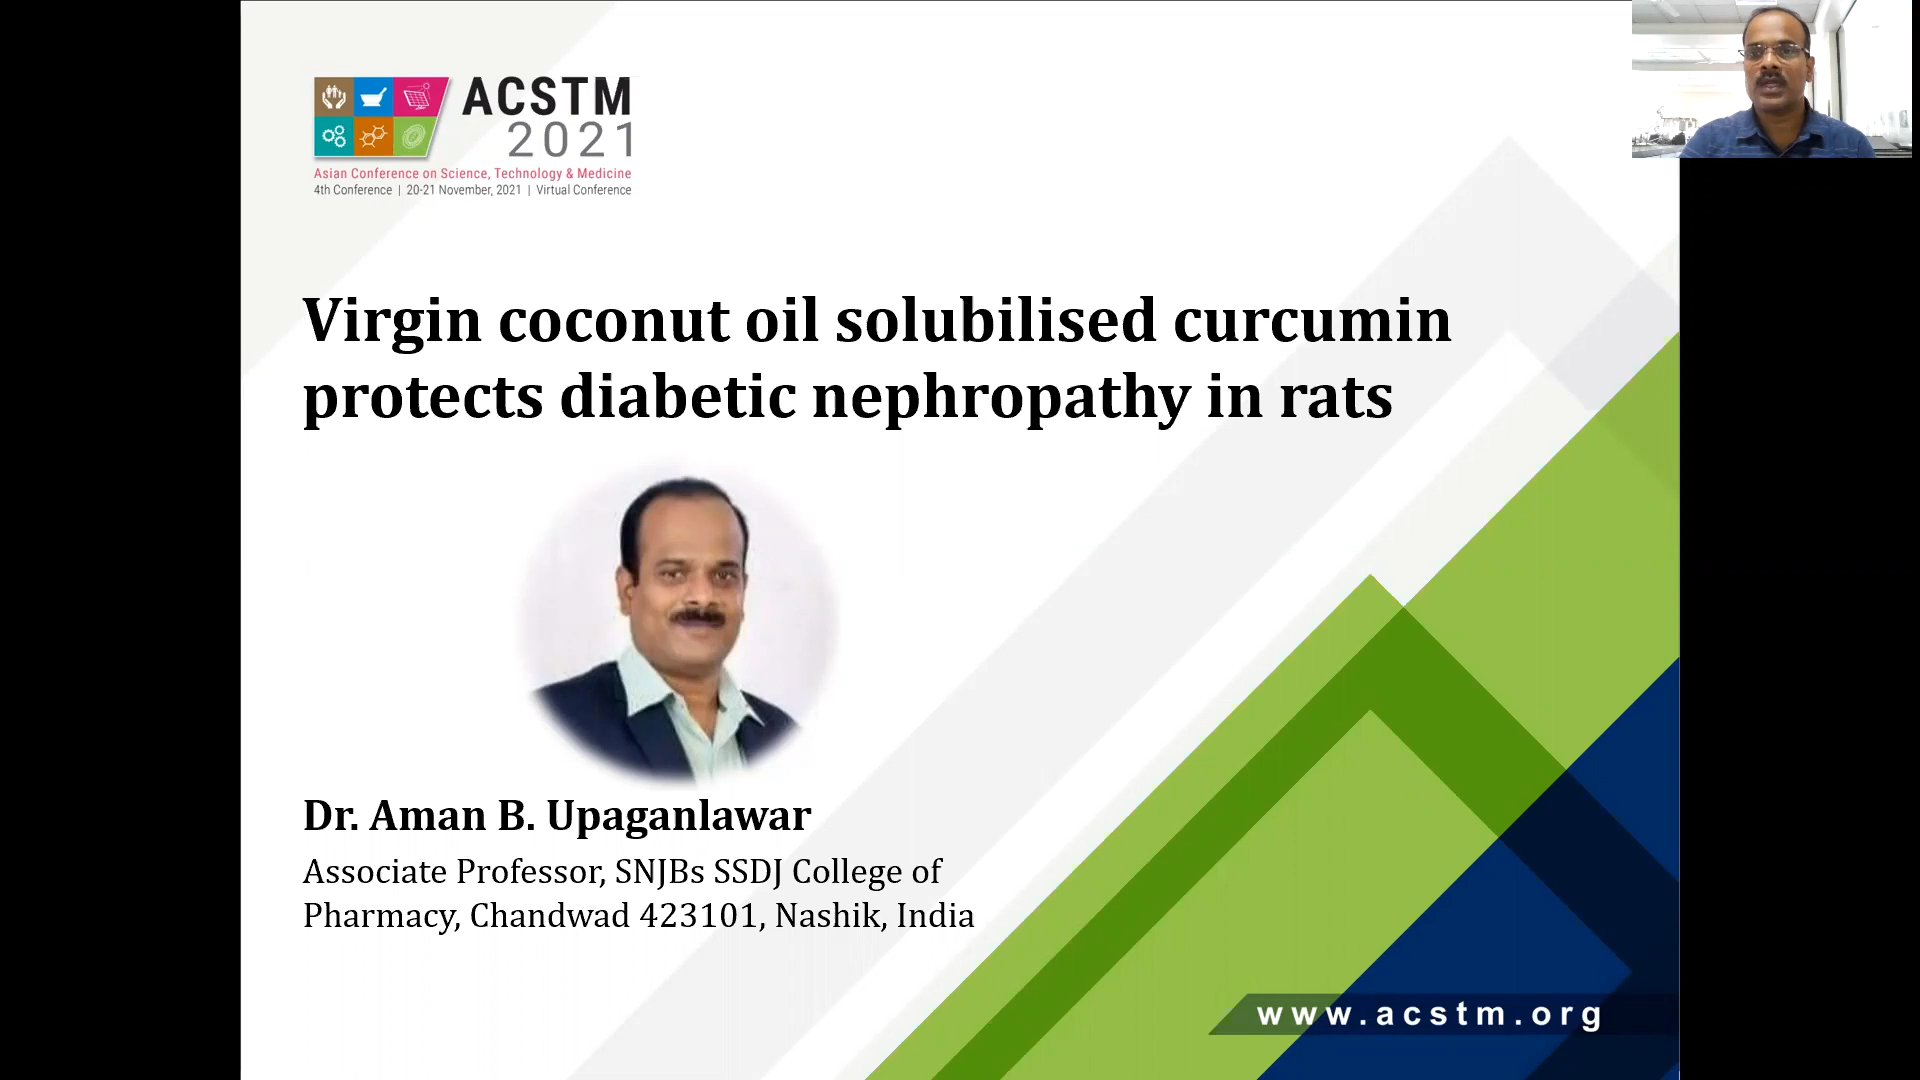 ACSTM
2021
Asian Conference on Science, Technology & Medicine
4th Conference | 20-21 November, 2021 | Virtual Conference
Virgin coconut oil solubilised curcumin
protects diabetic nephropathy in rats
Dr. Aman B. Upaganlawar
Associate Professor, SNJBs SSDJ College of
Pharmacy, Chandwad 423101, Nashik, India
www.acstm.org